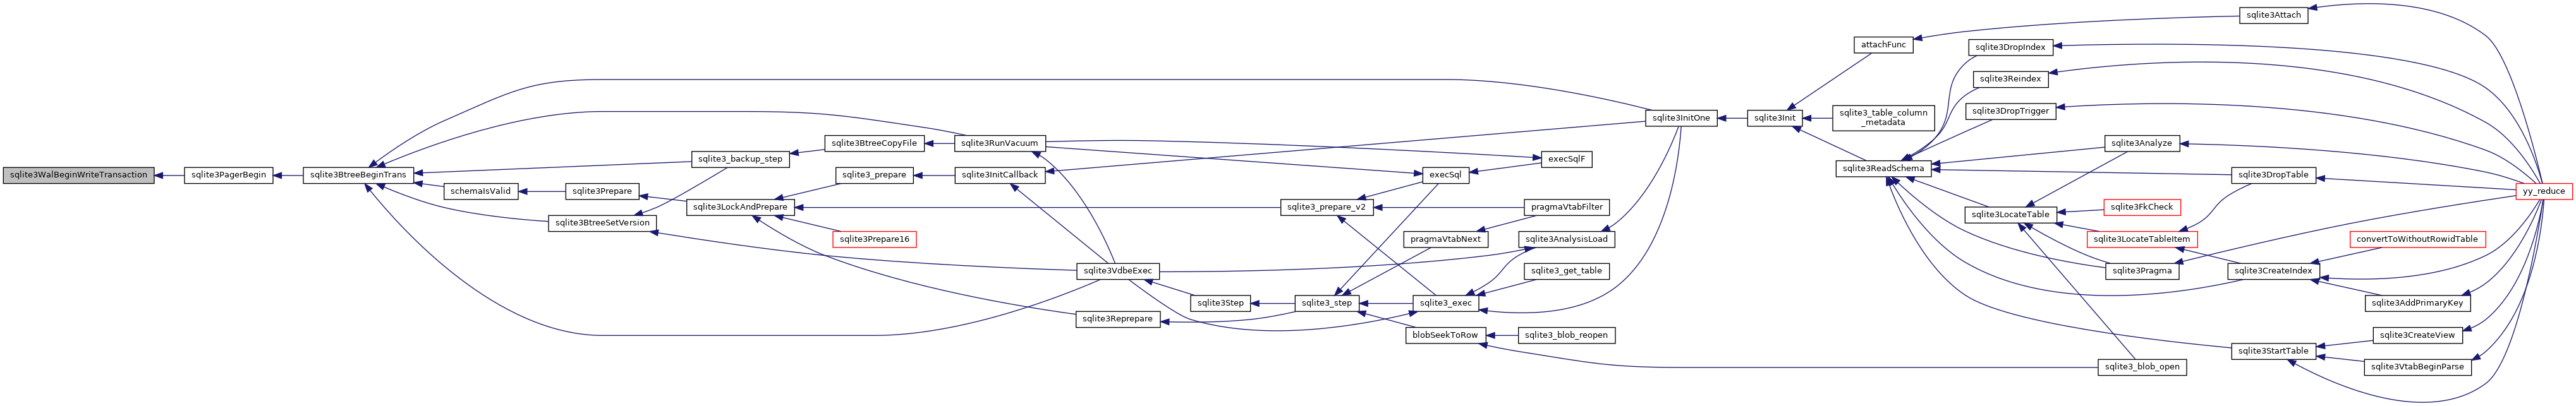 sqlite3WalBeginWriteTransaction
sqlite3PagerBegin
sqlite3BtreeBeginTrans
schemaIsValid
sqlite3BtreeSetVersion
sqlite3Prepare
sqlite3_backup_step
sqlite3LockAndPrepare
sqlite3BtreeCopyFile
sqlite3_prepare
sqlite3Prepare16
sqlite3RunVacuum
sqlite3InitCallback
sqlite3VdbeExec
sqlite3Reprepare
sqlite3Step
sqlite3_prepare_v2
sqlite3_step
execSql
pragmaVtabNext
sqlite3_exec
blobSeekToRow
execSqlF
pragmaVtabFilter
sqlite3AnalysisLoad
sqlite3_get_table
sqlite3_blob_reopen
sqlite3InitOne
sqlite3Init
attachFunc
sqlite3_table_column
_metadata
sqlite3ReadSchema
sqlite3DropIndex
sqlite3Reindex
sqlite3DropTrigger
sqlite3LocateTable
sqlite3Analyze
sqlite3FkCheck
sqlite3LocateTableItem
sqlite3Pragma
sqlite3_blob_open
sqlite3Attach
sqlite3DropTable
sqlite3CreateIndex
sqlite3StartTable
convertToWithoutRowidTable
sqlite3AddPrimaryKey
sqlite3CreateView
sqlite3VtabBeginParse
yy_reduce